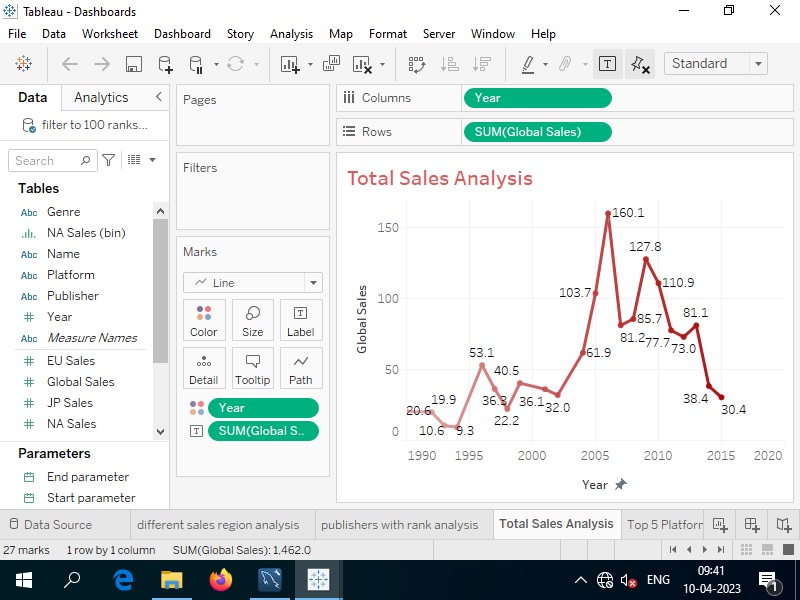 Tableau - Dashboards
File Data Worksheet Dashboard Story Analysis Map Format Server Window Help
Standard
Data Analytics
filter to 100 ranks...
Search
Tables
Abc Genre
NA Sales (bin)
Abc Name
Abc Platform
Abc Publisher
Year
Abc Measure Names
EU Sales
Global Sales
JP Sales
NA Sales
Parameters
End parameter
Start parameter
Pages
Filters
Marks
Line
Color Size Label
Detail Tooltip Path
Year
SUM(Global S..
Columns Year
Rows SUM(Global Sales)
Total Sales Analysis
Global Sales
150
100
50
0
160.1
127.8
103.7
110.9
85.7
81.2
77.7
73.0
81.1
61.9
53.1
40.5
36.3
36.1
32.0
22.2
20.6
19.9
10.6
9.3
38.4
30.4
1990 1995 2000 2005 2010 2015 2020
Year
Data Source different sales region analysis publishers with rank analysis Total Sales Analysis Top 5 Platforn
27 marks 1 row by 1 column SUM(Global Sales): 1,462.0
ENG
09:41
10-04-2023
1